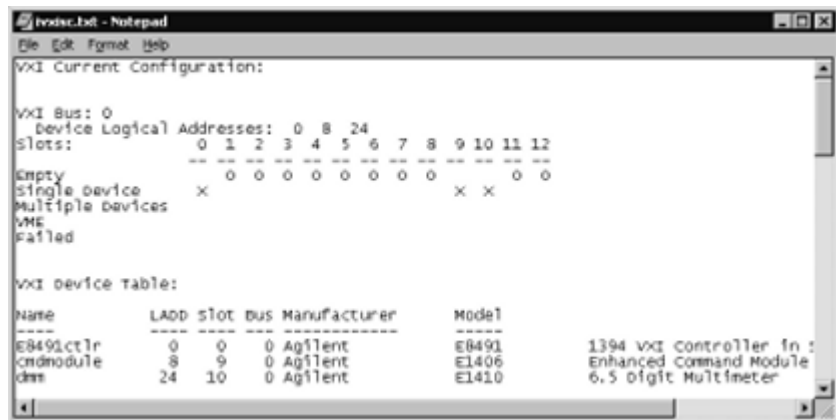 ivxisc.txt - Notepad
File Edit Format Help
VXI Current Configuration:
VXI Bus: 0
Device Logical Addresses: 0 8 24
Slots: 0 1 2 3 4 5 6 7 8 9 10 11 12
-- -- -- -- -- -- -- -- -- -- -- -- --
Empty o o o o o o o o o o
Single Device x x x
Multiple Devices
VME
Failed
VXI Device Table:
Name LADD Slot Bus Manufacturer Model
---- ---- ---- --- ------------ -----
E8491ctlr 0 0 0 Agilent E8491 1394 VXI Controller in
cmdmodule 8 9 0 Agilent E1406 Enhanced Command Module
dmm 24 10 0 Agilent E1410 6.5 Digit Multimeter